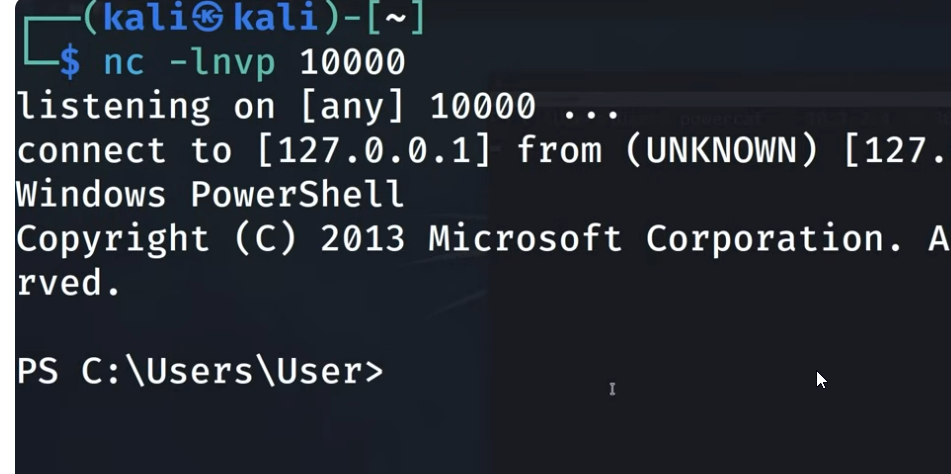 ┌──(kali㉿kali)-[~]
└─$ nc -lnvp 10000
listening on [any] 10000 ...
connect to [127.0.0.1] from (UNKNOWN) [127.
Windows PowerShell
Copyright (C) 2013 Microsoft Corporation. A
rved.
PS C:\Users\User>